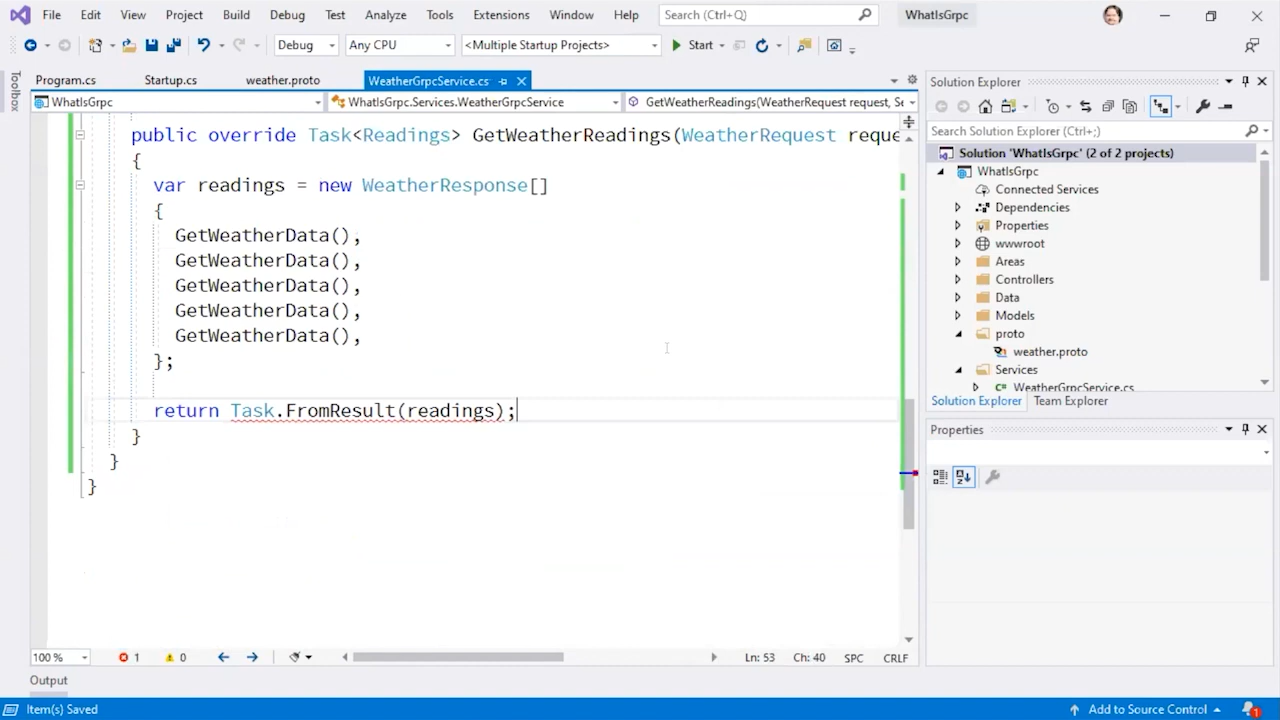 File Edit View Project Build Debug Test Analyze Tools Extensions Window Help Search (Ctrl+Q) WhatIsGrpc
Debug Any CPU <Multiple Startup Projects> Start
Toolbox
Program.cs Startup.cs weather.proto WeatherGrpcService.cs
WhatIsGrpc WhatIsGrpc.Services.WeatherGrpcService GetWeatherReadings(WeatherRequest request, Se
public override Task<Readings> GetWeatherReadings(WeatherRequest reque
{
var readings = new WeatherResponse[]
{
GetWeatherData(),
GetWeatherData(),
GetWeatherData(),
GetWeatherData(),
GetWeatherData(),
};
return Task.FromResult(readings);
}
}
}
100 % 1 0 Ln: 53 Ch: 40 SPC CRLF
Output
Solution Explorer
Search Solution Explorer (Ctrl+;)
Solution 'WhatIsGrpc' (2 of 2 projects)
WhatIsGrpc
Connected Services
Dependencies
Properties
wwwroot
Areas
Controllers
Data
Models
proto
weather.proto
Services
C# WeatherGrpcService.cs
Solution Explorer Team Explorer
Properties
Item(s) Saved Add to Source Control 1